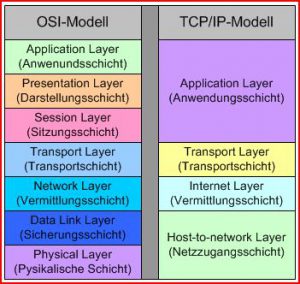 OSI-Modell
Application Layer
(Anwenundsschicht)
Presentation Layer
(Darstellungsschicht)
Session Layer
(Sitzungsschicht)
Transport Layer
(Transportschicht)
Network Layer
(Vermittlungsschicht)
Data Link Layer
(Sicherungsschicht)
Physical Layer
(Pysikalische Schicht)
TCP/IP-Modell
Application Layer
(Anwendungsschicht)
Transport Layer
(Transportschicht)
Internet Layer
(Vermittlungsschicht)
Host-to-network Layer
(Netzzugangsschicht)